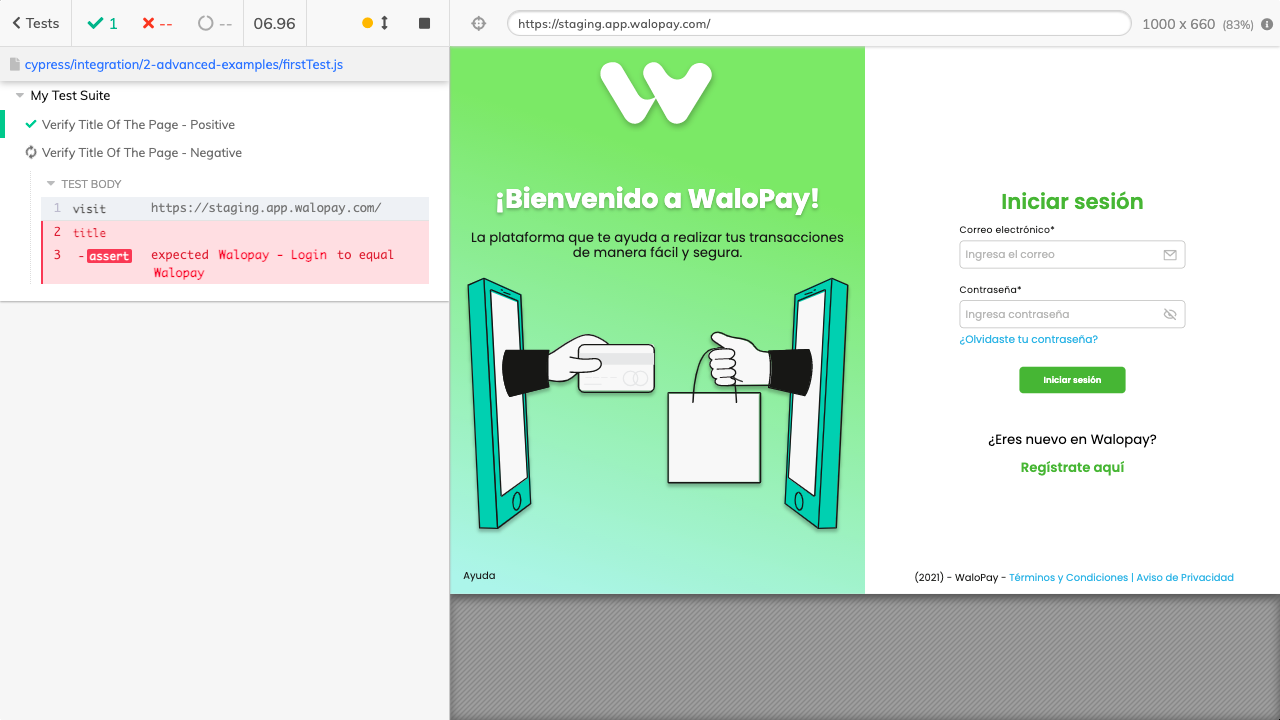 Tests
1
--
--
06.96
https://staging.app.walopay.com/
1000 x 660 (83%)
cypress/integration/2-advanced-examples/firstTest.js
My Test Suite
Verify Title Of The Page - Positive
Verify Title Of The Page - Negative
TEST BODY
1 visit https://staging.app.walopay.com/
2 title
3 -assert expected Walopay - Login to equal
Walopay
¡Bienvenido a WaloPay!
La plataforma que te ayuda a realizar tus transacciones
de manera fácil y segura.
Ayuda
Iniciar sesión
Correo electrónico*
Ingresa el correo
Contraseña*
Ingresa contraseña
¿Olvidaste tu contraseña?
Iniciar sesión
¿Eres nuevo en Walopay?
Regístrate aquí
(2021) - WaloPay - Términos y Condiciones | Aviso de Privacidad